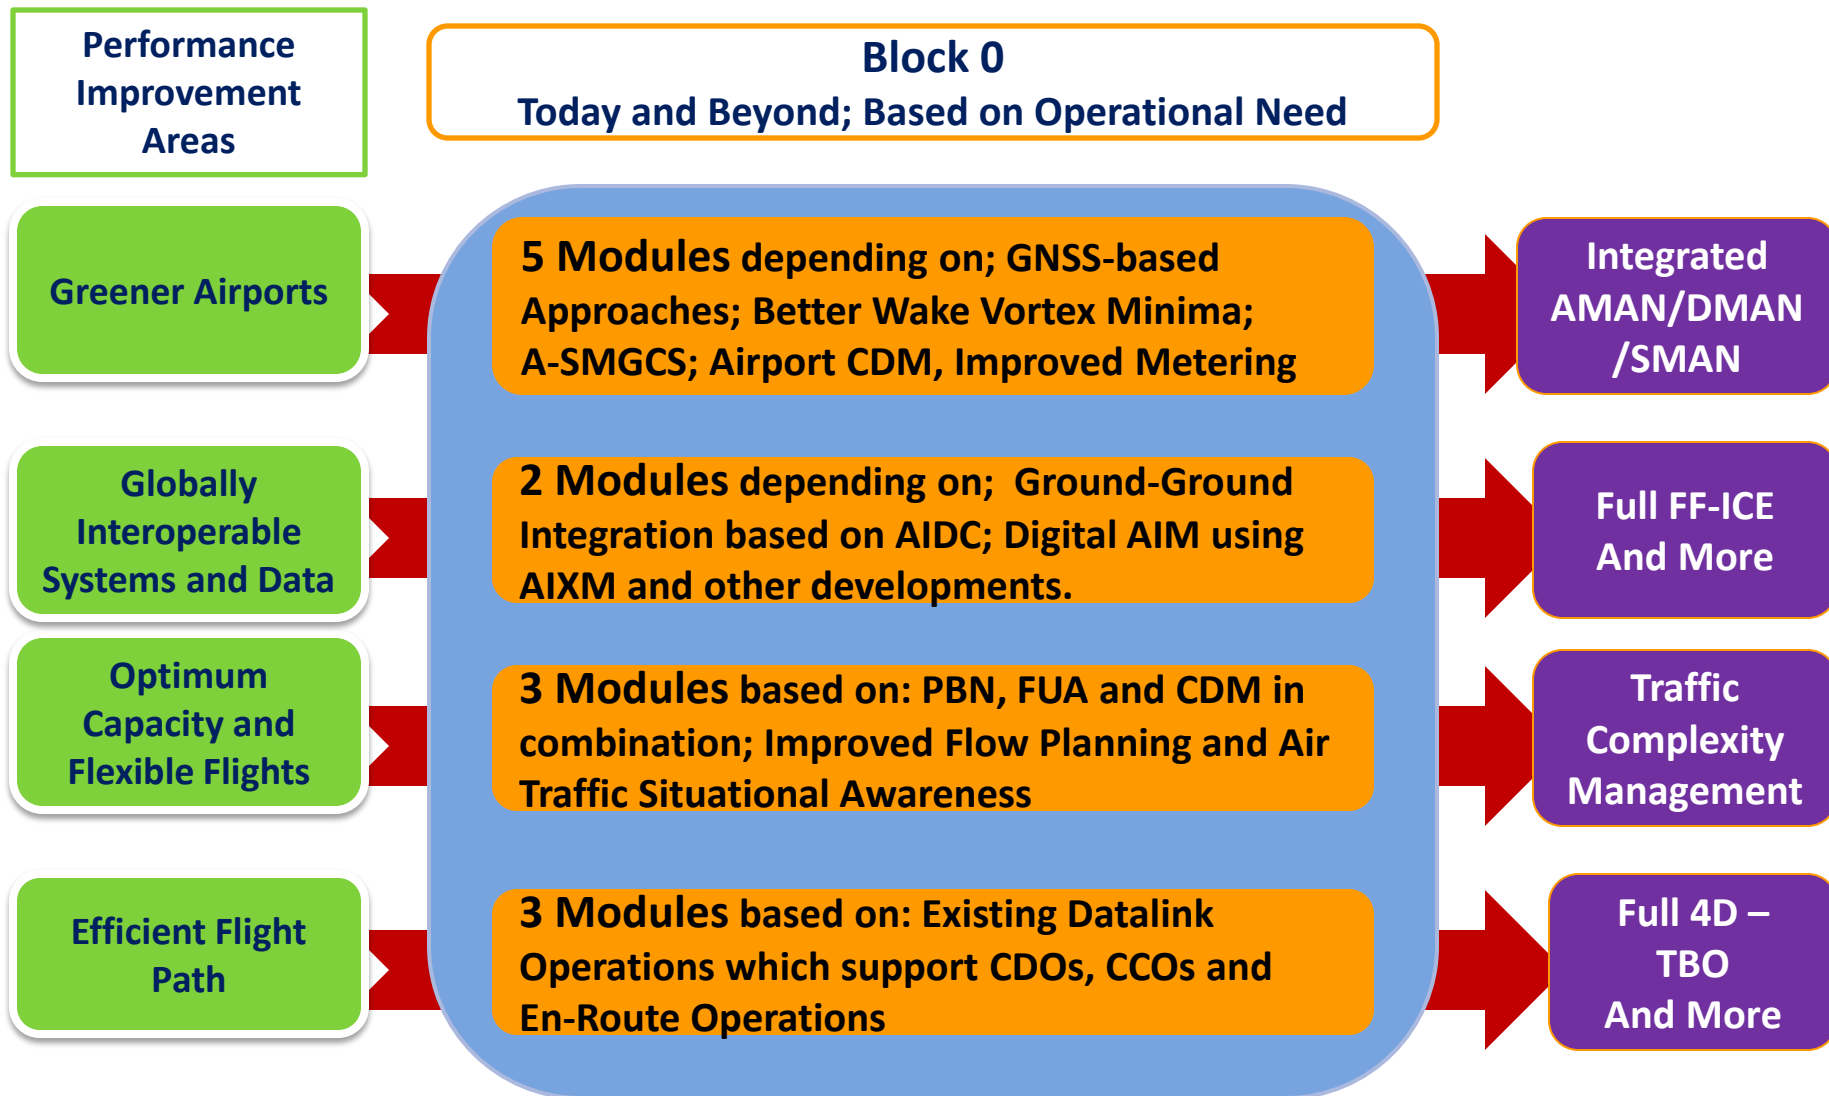 Performance
Improvement
Areas
Block 0
Today and Beyond; Based on Operational Need
Greener Airports
5 Modules depending on; GNSS-based
Approaches; Better Wake Vortex Minima;
A-SMGCS; Airport CDM, Improved Metering
Integrated
AMAN/DMAN
/SMAN
Globally
Interoperable
Systems and Data
2 Modules depending on;  Ground-Ground
Integration based on AIDC; Digital AIM using
AIXM and other developments.
Full FF-ICE
And More
Optimum
Capacity and
Flexible Flights
3 Modules based on: PBN, FUA and CDM in
combination; Improved Flow Planning and Air
Traffic Situational Awareness
Traffic
Complexity
Management
Efficient Flight
Path
3 Modules based on: Existing Datalink
Operations which support CDOs, CCOs and
En-Route Operations
Full 4D –
TBO
And More